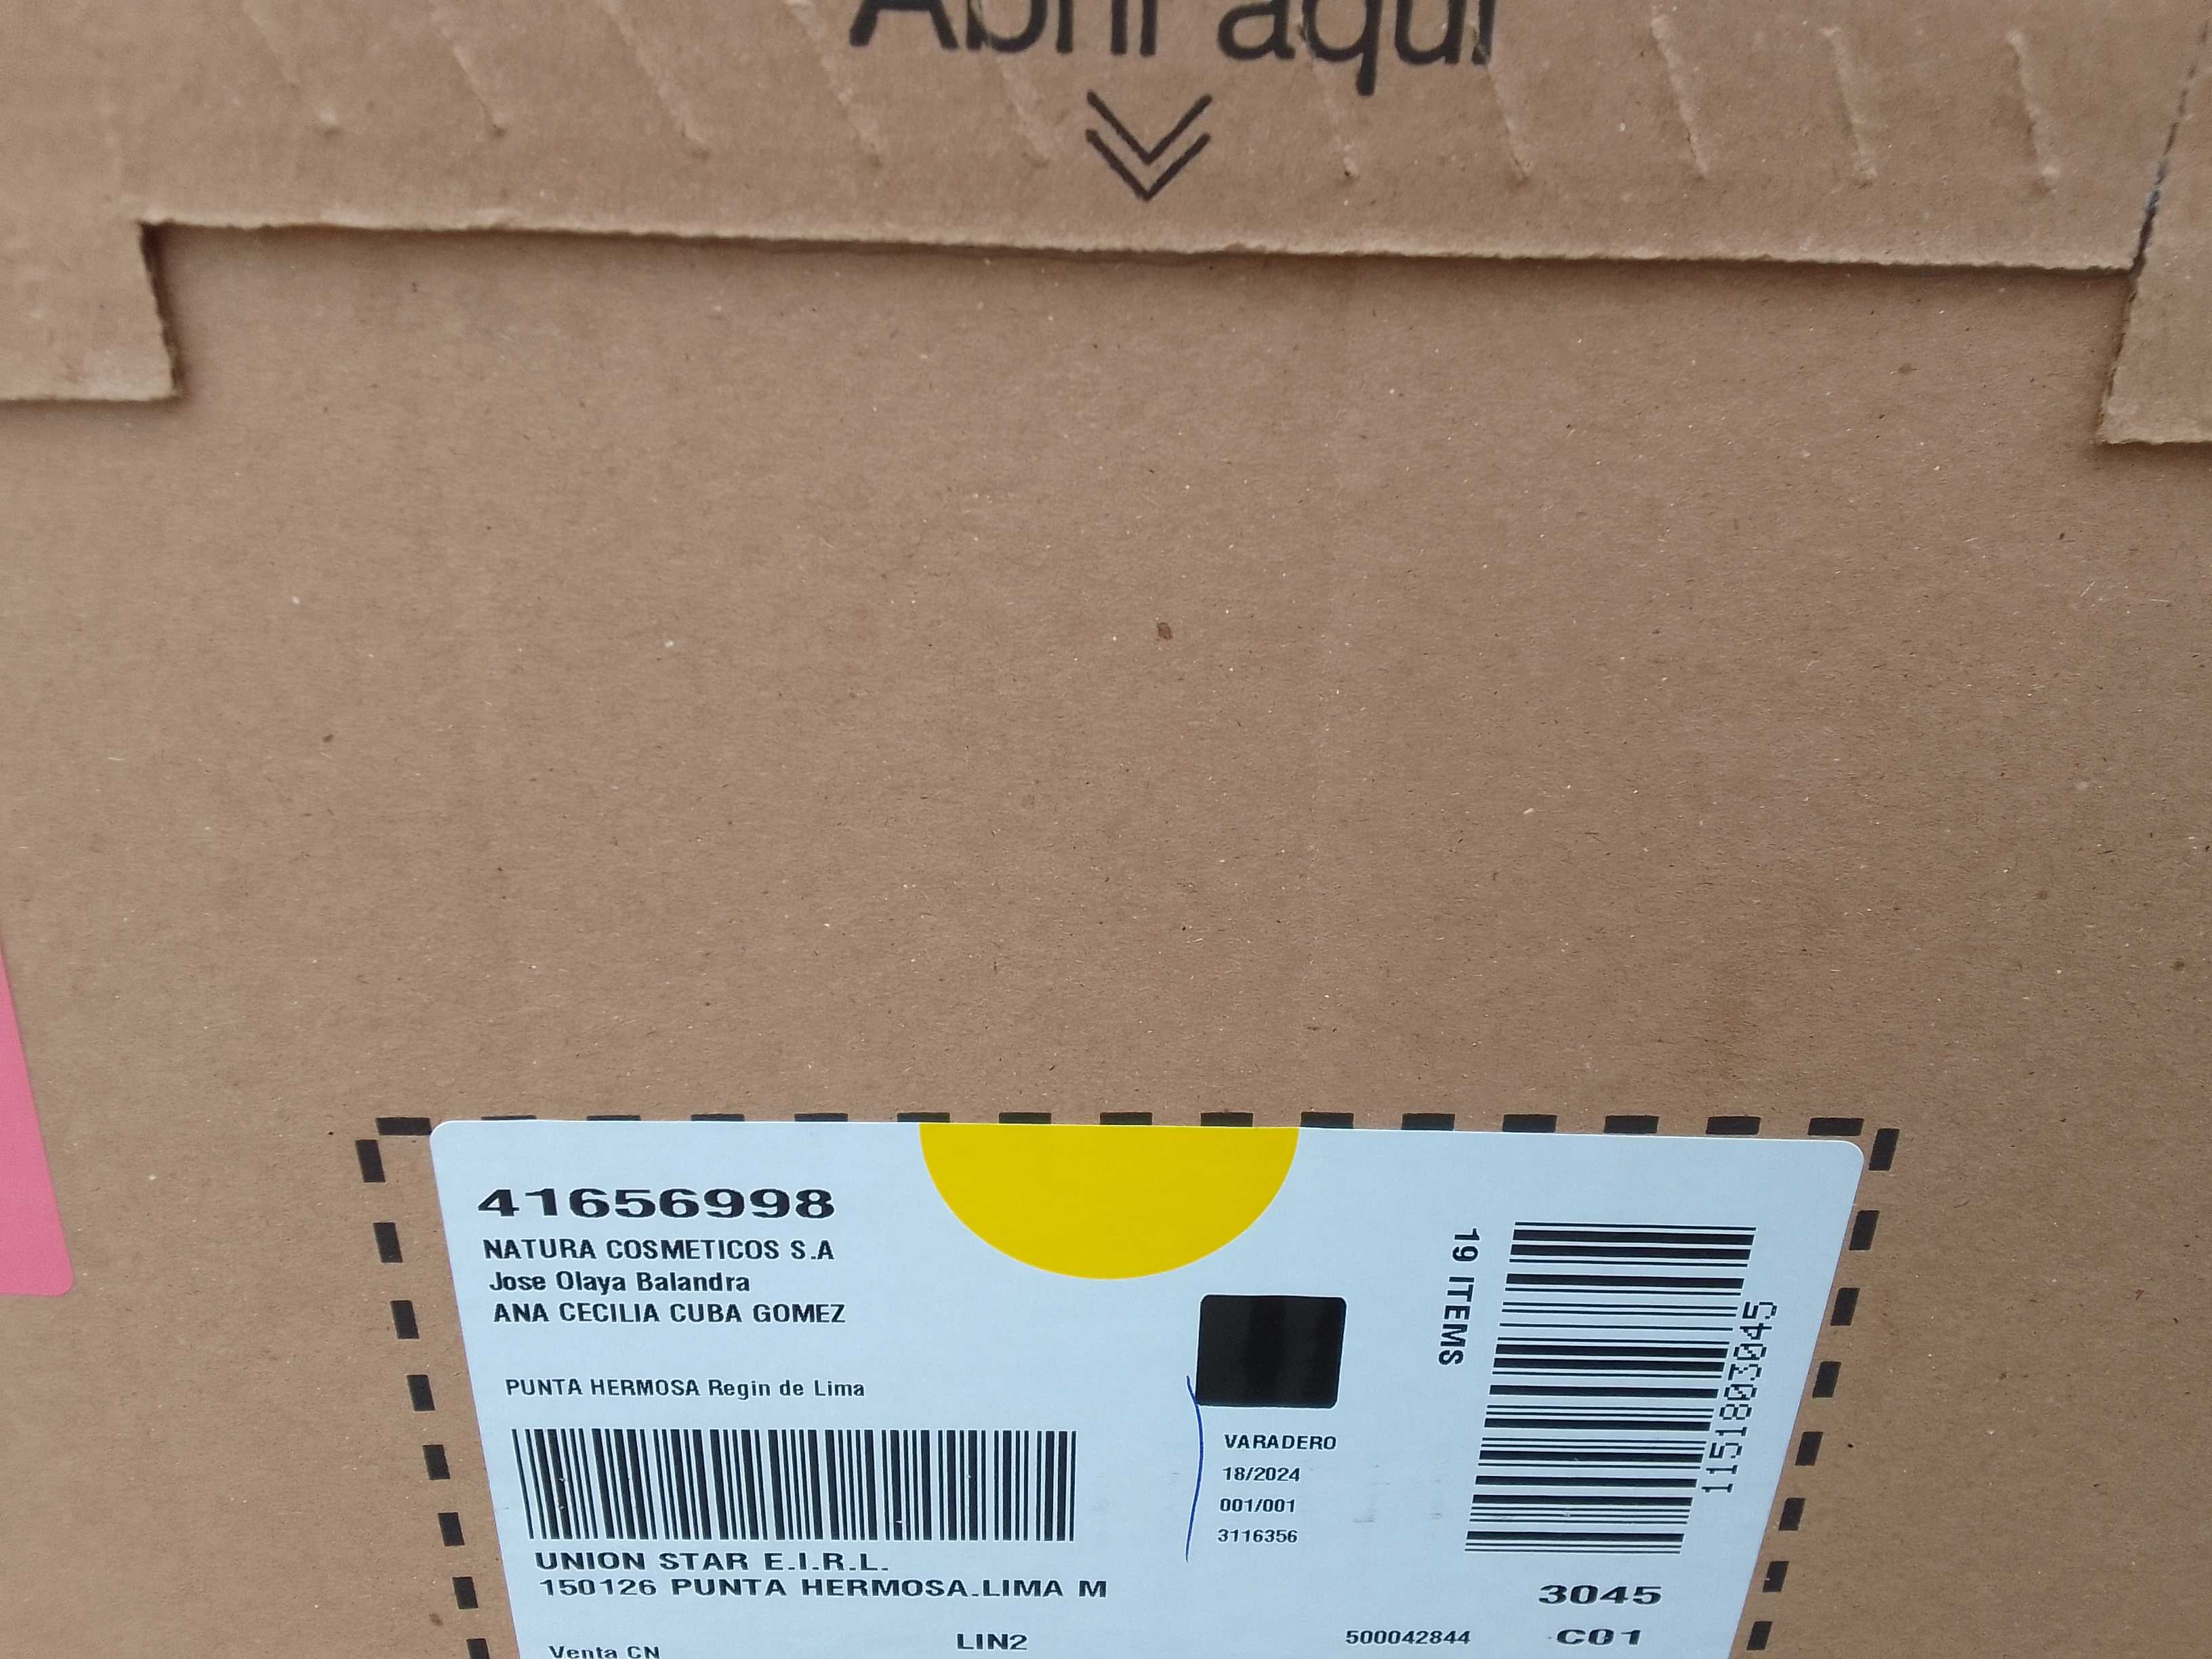 Abrir aquí
41656998
NATURA COSMETICOS S.A
Jose Olaya Balandra
ANA CECILIA CUBA GOMEZ
PUNTA HERMOSA Regin de Lima
19 ITEMS
1151803045
VARADERO
18/2024
001/001
3116356
UNION STAR E.I.R.L.
150126 PUNTA HERMOSA.LIMA M
3045
Venta CN
LIN2
500042844
C01